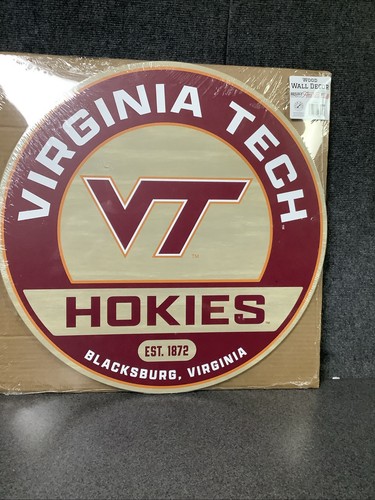 WOOD
WALL DECOR
VIRGINIA TECH
VT
HOKIES
EST. 1872
BLACKSBURG, VIRGINIA